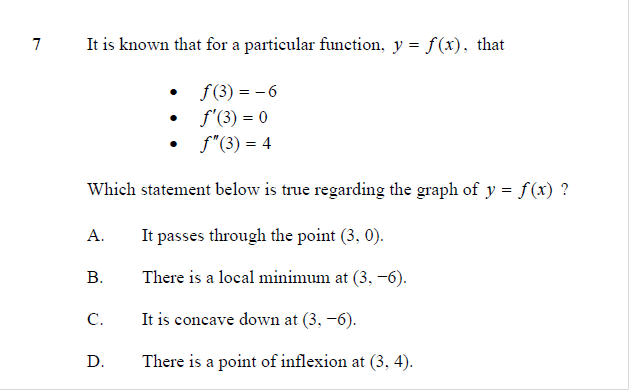 7 It is known that for a particular function, y = f(x), that
• f(3) = −6
• f'(3) = 0
• f"(3) = 4
Which statement below is true regarding the graph of y = f(x) ?
A. It passes through the point (3, 0).
B. There is a local minimum at (3, −6).
C. It is concave down at (3, −6).
D. There is a point of inflexion at (3, 4).